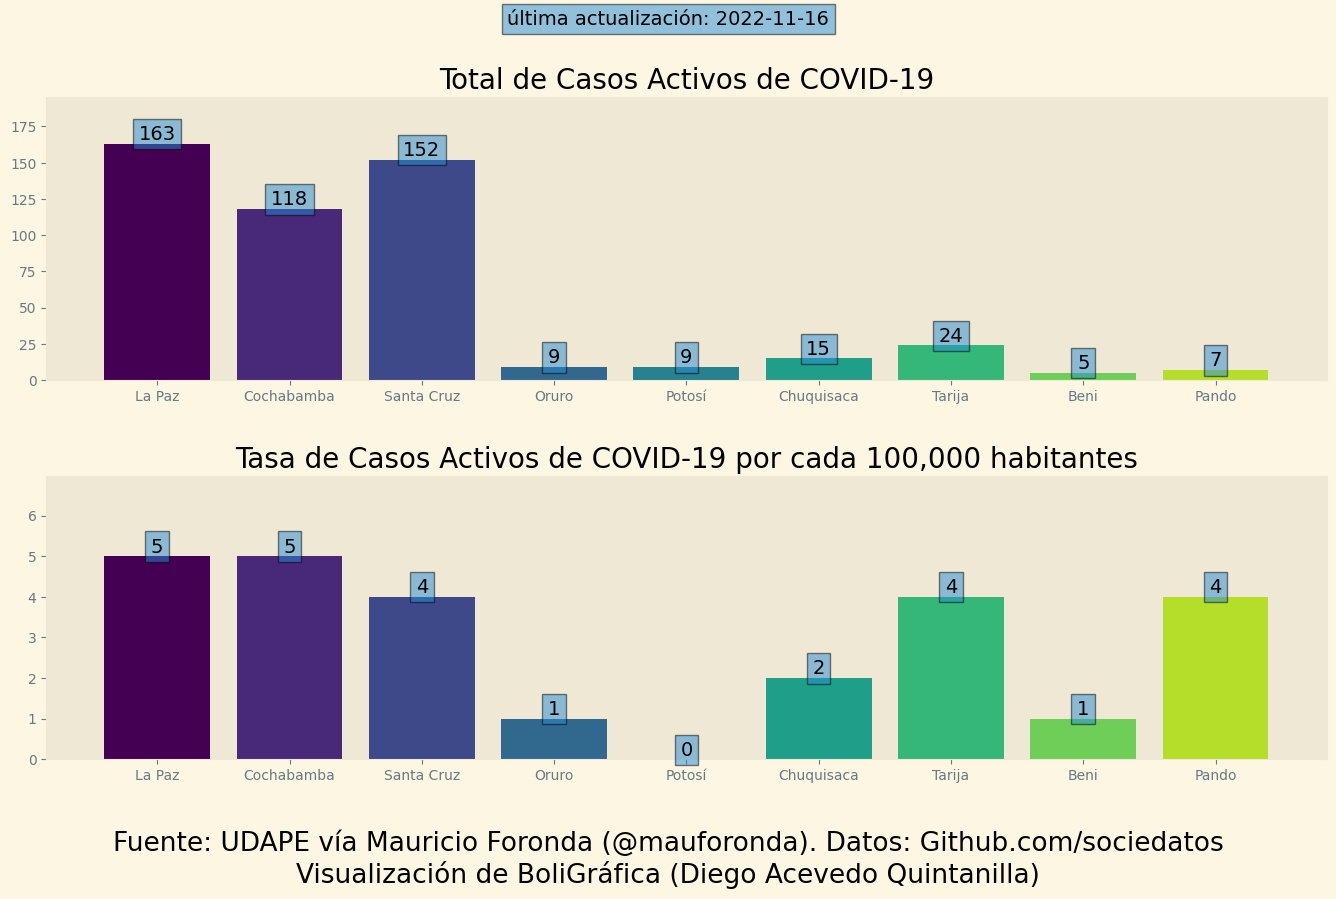 última actualización: 2022-11-16
Total de Casos Activos de COVID-19
175
150
125
100
75
50
25
0
163
118
152
9
9
15
24
5
7
La Paz
Cochabamba
Santa Cruz
Oruro
Potosí
Chuquisaca
Tarija
Beni
Pando
Tasa de Casos Activos de COVID-19 por cada 100,000 habitantes
6
5
4
3
2
1
0
5
5
4
1
0
2
4
1
4
La Paz
Cochabamba
Santa Cruz
Oruro
Potosí
Chuquisaca
Tarija
Beni
Pando
Fuente: UDAPE vía Mauricio Foronda (@mauforonda). Datos: Github.com/sociedatos
Visualización de BoliGráfica (Diego Acevedo Quintanilla)